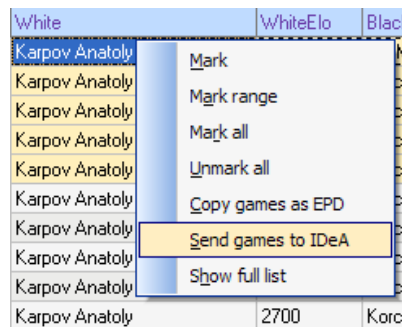 White WhiteElo Blac
Karpov Anatoly
Karpov Anatoly
Karpov Anatoly
Karpov Anatoly
Karpov Anatoly
Karpov Anatoly
Karpov Anatoly
Karpov Anatoly
Karpov Anatoly
Karpov Anatoly 2700 Korc
Mark
Mark range
Mark all
Unmark all
Copy games as EPD
Send games to IDeA
Show full list